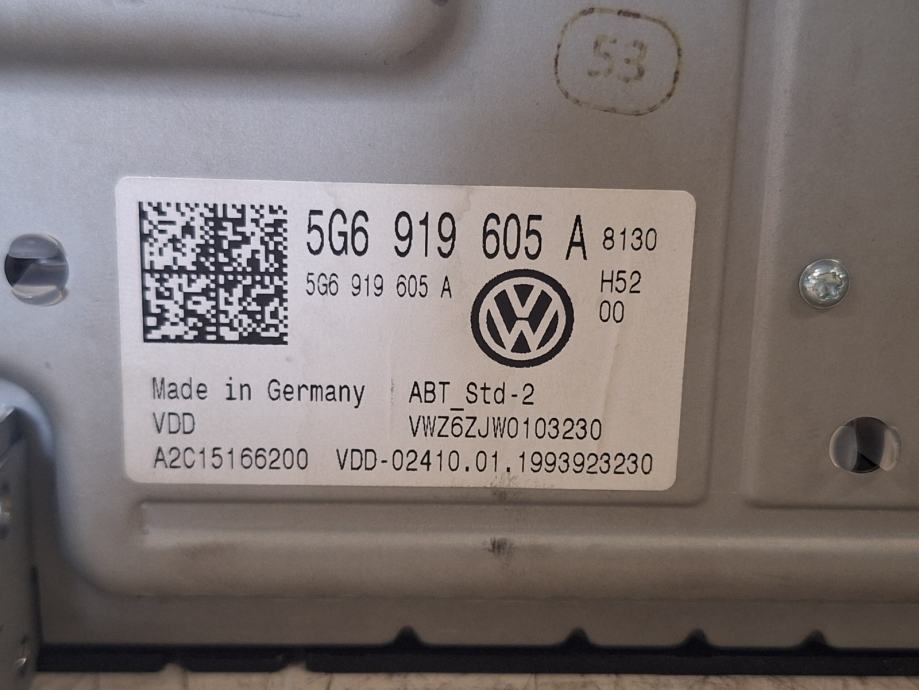 53
5G6 919 605 A 8130
5G6 919 605 A
H52
00
Made in Germany ABT_Std-2
VDD VWZ6ZJW0103230
A2C15166200 VDD-02410.01.1993923230